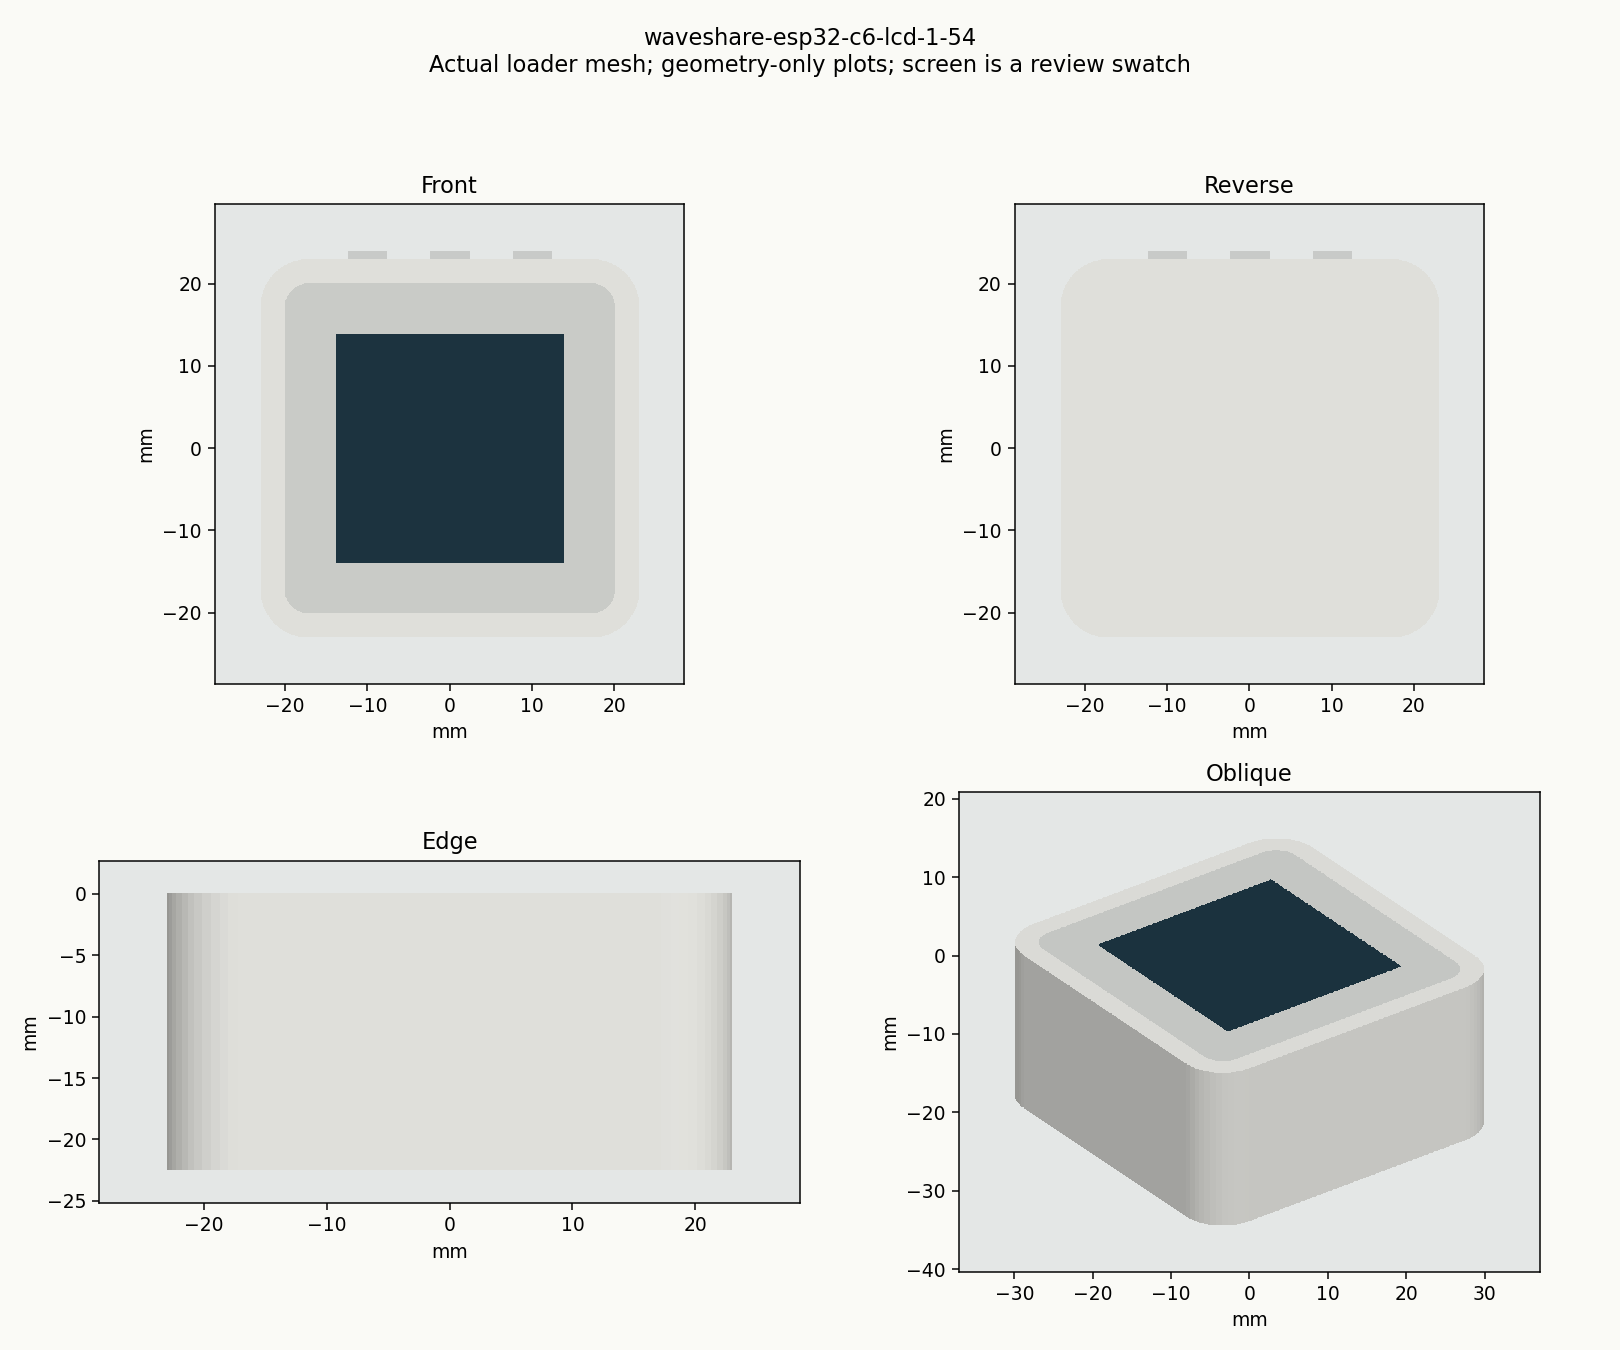 waveshare-esp32-c6-lcd-1-54
Actual loader mesh; geometry-only plots; screen is a review swatch
Front
20
10
0
−10
−20
mm
−20 −10 0 10 20
mm
Reverse
20
10
0
−10
−20
mm
−20 −10 0 10 20
mm
Edge
0
−5
−10
−15
−20
−25
mm
−20 −10 0 10 20
mm
Oblique
20
10
0
−10
−20
−30
−40
mm
−30 −20 −10 0 10 20 30
mm